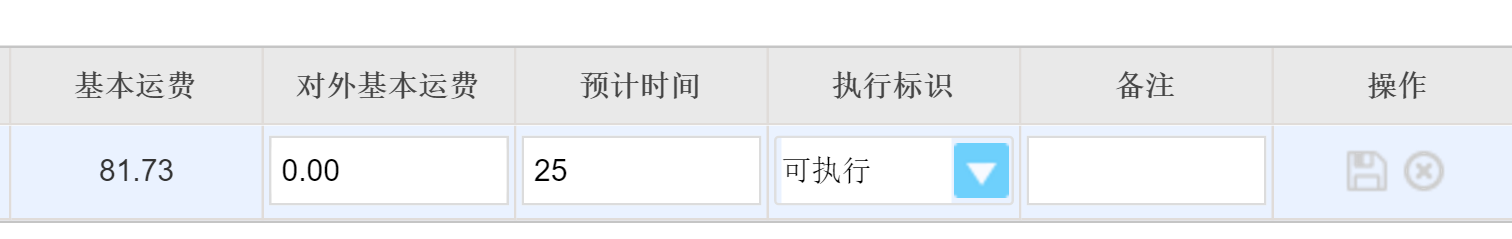 基本运费 对外基本运费 预计时间 执行标识 备注 操作
81.73 0.00 25 可执行